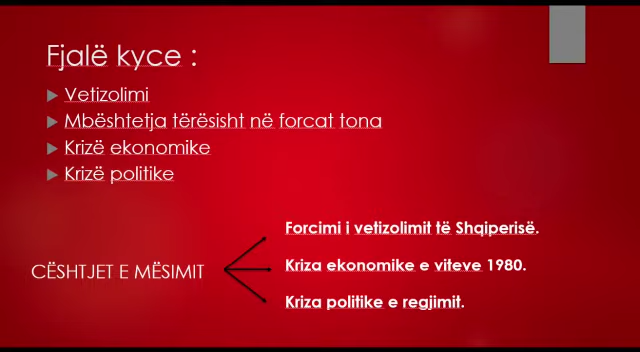 Fjalë kyce :
Vetizolimi
Mbështetja tërësisht në forcat tona
Krizë ekonomike
Krizë politike
Forcimi i vetizolimit të Shqiperisë.
CËSHTJET E MËSIMIT
Kriza ekonomike e viteve 1980.
Kriza politike e regjimit.